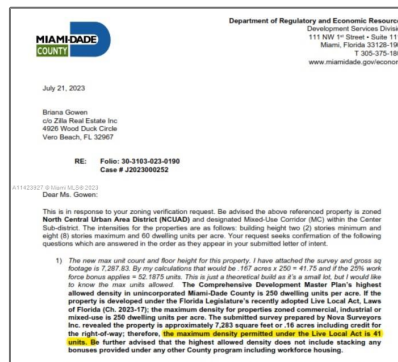 Department of Regulatory and Economic Resourc
Development Services Divisi
111 NW 1st Street • Suite 11
Miami, Florida 33128-19
T 305-375-18
www.miamidade.gov/econo
MIAMI-DADE
COUNTY
July 21, 2023
Briana Gowen
c/o Zilla Real Estate Inc
4926 Wood Duck Circle
Vero Beach, FL 32967
RE: Folio: 30-3103-023-0190
Case # J2023000252
A11423827 © Miami MLS® 2023
Dear Ms. Gowen:
This is in response to your zoning verification request. Be advised the above referenced property is zoned
North Central Urban Area District (NCUAD) and designated Mixed-Use Corridor (MC) within the Center
Sub-district. The intensities for the properties are as follows: building height two (2) stories minimum and
eight (8) stories maximum and 60 dwelling units per acre. Your request seeks confirmation of the following
questions which are answered in the order as they appear in your submitted letter of intent.
1) The new max unit count and floor height for this property. I have attached the survey and gross sq
footage is 7,287.83. By my calculations that would be .167 acres x 250 = 41.75 and if the 25% work
force bonus applies = 52.1875 units. This is just a theoretical build as it's a small lot, but I would like
to know the max units allowed The Comprehensive Development Master Plan's highest
allowed density in unincorporated Miami-Dade County is 250 dwelling units per acre. If the
property is developed under the Florida Legislature's recently adopted Live Local Act, Laws
of Florida (Ch. 2023-17); the maximum density for properties zoned commercial, industrial or
mixed-use is 250 dwelling units per acre. The submitted survey prepared by Nova Surveyors
Inc. revealed the property is approximately 7,283 square feet or .16 acres including credit for
the right-of-way; therefore, the maximum density permitted under the Live Local Act is 41
units. Be further advised that the highest allowed density does not include stacking any
bonuses provided under any other County program including workforce housing.